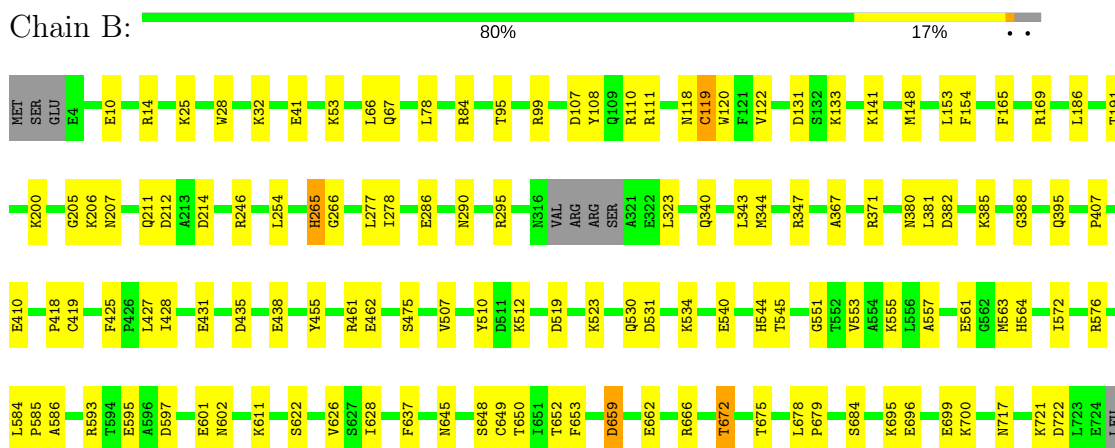 Chain B:
80% 17% • •
MET SER GLU E4 E10 R14 K25 W28 K32 E41 K53 L66 Q67 L78 R84 T95 R99 D107 Y108 Q109 R110 R111 N118 C119 W120 F121 V122 D131 S132 K133 K141 M148 L153 F154 F165 R169 L186 T191
K200 G205 K206 N207 Q211 D212 A213 D214 R246 L254 H265 G266 L277 I278 E286 N290 R295 N316 VAL ARG ARG SER A321 E322 L323 Q340 L343 M344 R347 A367 R371 N380 L381 D382 K385 G388 Q395 P407
E410 P418 C419 F425 P426 L427 I428 E431 D435 E438 Y455 R461 E462 S475 V507 Y510 D511 K512 D519 K523 Q530 D531 K534 E540 H544 T545 G551 T552 V553 A554 K555 L556 A557 E561 G562 M563 H564 I572 R576
L584 P585 A586 R593 T594 E595 A596 D597 E601 N602 K611 S622 V626 S627 I628 F637 N645 S648 C649 T650 I651 T652 F653 D659 E662 R666 T672 T675 L678 P679 S684 K695 E696 E699 K700 N717 K721 D722 L723 E724